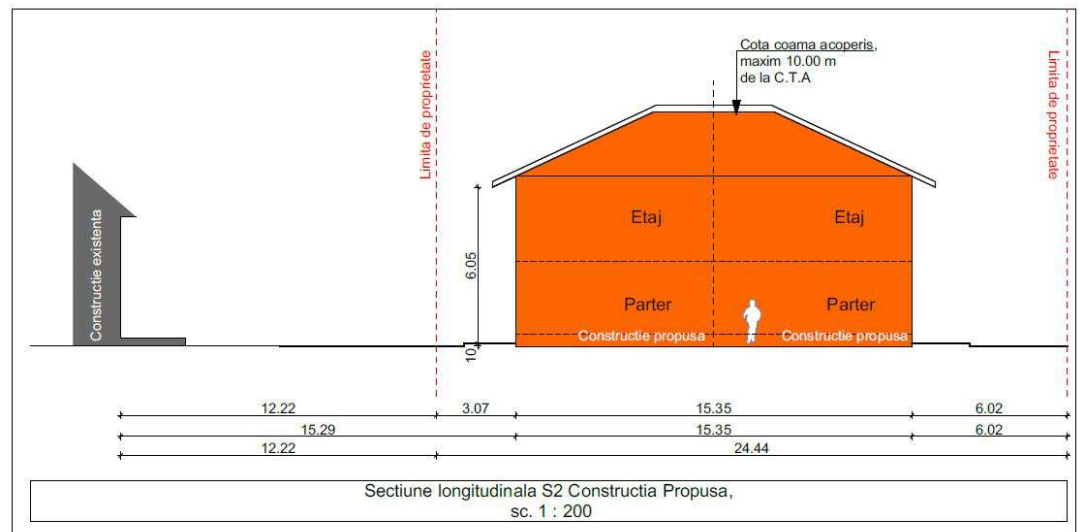 Cota coama acoperis,
maxim 10.00 m
de la C.T.A
Limita de proprietate
Limita de proprietate
Constructie existenta
Etaj
Etaj
6.05
Parter
Parter
Constructie propusa
Constructie propusa
10
12.22
3.07
15.35
6.02
15.29
15.35
6.02
12.22
24.44
Sectiune longitudinala S2 Constructia Propusa,
sc. 1 : 200